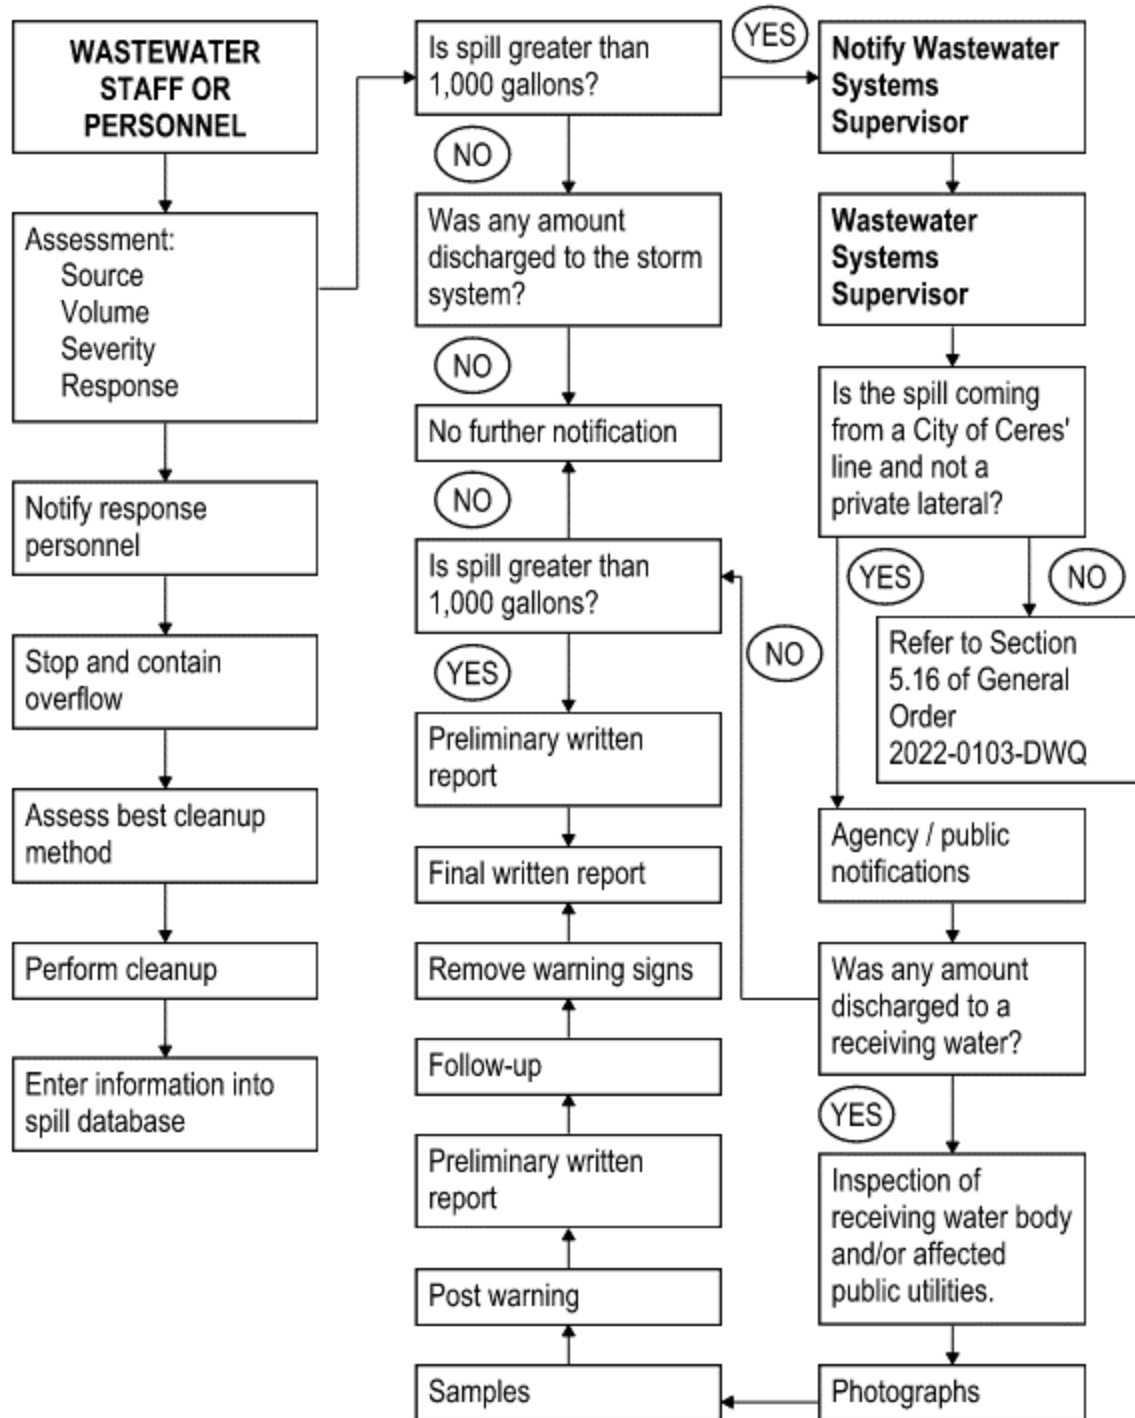 WASTEWATER
STAFF OR
PERSONNEL
Assessment:
Source
Volume
Severity
Response
Notify response
personnel
Stop and contain
overflow
Assess best cleanup
method
Perform cleanup
Enter information into
spill database
Is spill greater than
1,000 gallons?
YES
NO
Was any amount
discharged to the storm
system?
NO
No further notification
NO
Is spill greater than
1,000 gallons?
YES
Preliminary written
report
Final written report
Remove warning signs
Follow-up
Preliminary written
report
Post warning
Samples
Notify Wastewater
Systems
Supervisor
Wastewater
Systems
Supervisor
Is the spill coming
from a City of Ceres'
line and not a
private lateral?
YES
NO
Refer to Section
5.16 of General
Order
2022-0103-DWQ
NO
Agency / public
notifications
Was any amount
discharged to a
receiving water?
YES
Inspection of
receiving water body
and/or affected
public utilities.
Photographs